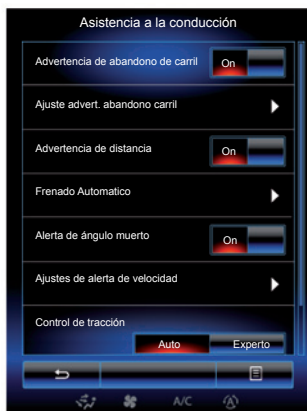 Asistencia a la conducción
Advertencia de abandono de carril On
Ajuste advert. abandono carril
Advertencia de distancia On
Frenado Automatico
Alerta de ángulo muerto On
Ajustes de alerta de velocidad
Control de tracción
Auto Experto
A/C A